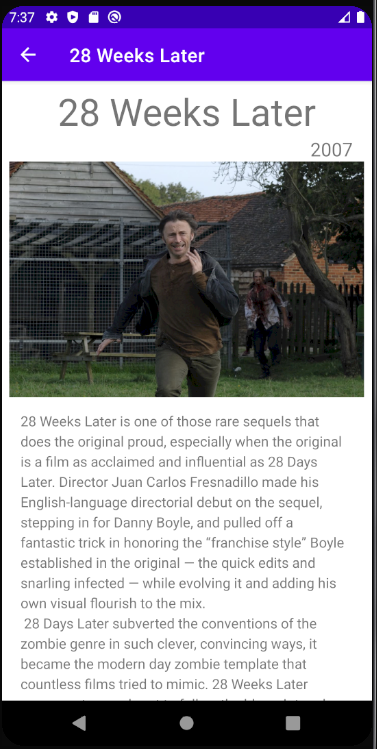 7:37
28 Weeks Later
28 Weeks Later
2007
28 Weeks Later is one of those rare sequels that
does the original proud, especially when the original
is a film as acclaimed and influential as 28 Days
Later. Director Juan Carlos Fresnadillo made his
English-language directorial debut on the sequel,
stepping in for Danny Boyle, and pulled off a
fantastic trick in honoring the “franchise style” Boyle
established in the original — the quick edits and
snarling infected — while evolving it and adding his
own visual flourish to the mix.
28 Days Later subverted the conventions of the
zombie genre in such clever, convincing ways, it
became the modern day zombie template that
countless films tried to mimic. 28 Weeks Later